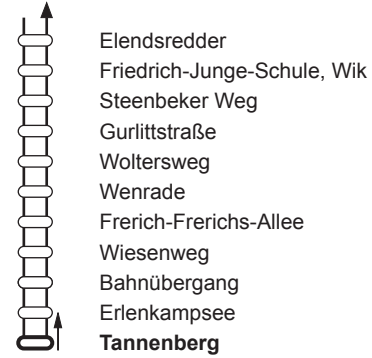 Elendsredder
Friedrich-Junge-Schule, Wik
Steenbeker Weg
Gurlittstraße
Woltersweg
Wenrade
Frerich-Frerichs-Allee
Wiesenweg
Bahnübergang
Erlenkampsee
Tannenberg